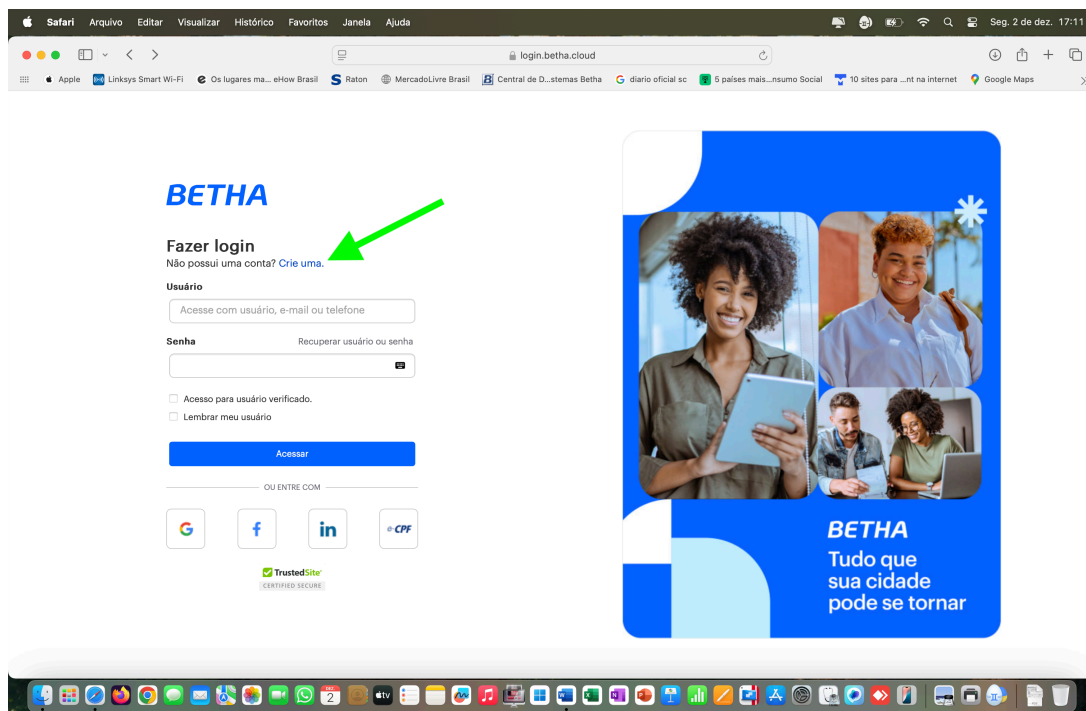 Safari Arquivo Editar Visualizar Histórico Favoritos Janela Ajuda
Seg. 2 de dez. 17:11
login.betha.cloud
Apple Linksys Smart Wi-Fi Os lugares ma... eHow Brasil Raton MercadoLivre Brasil Central de D...stemas Betha diario oficial sc 5 países mais...nsumo Social 10 sites para ...nt na internet Google Maps
BETHA
Fazer login
Não possui uma conta? Crie uma.
Usuário
Acesse com usuário, e-mail ou telefone
Senha Recuperar usuário ou senha
Acesso para usuário verificado.
Lembrar meu usuário
Acessar
OU ENTRE COM
G f in e-CPF
TrustedSite
CERTIFIED SECURE
BETHA
Tudo que
sua cidade
pode se tornar
DEZ
2
tv